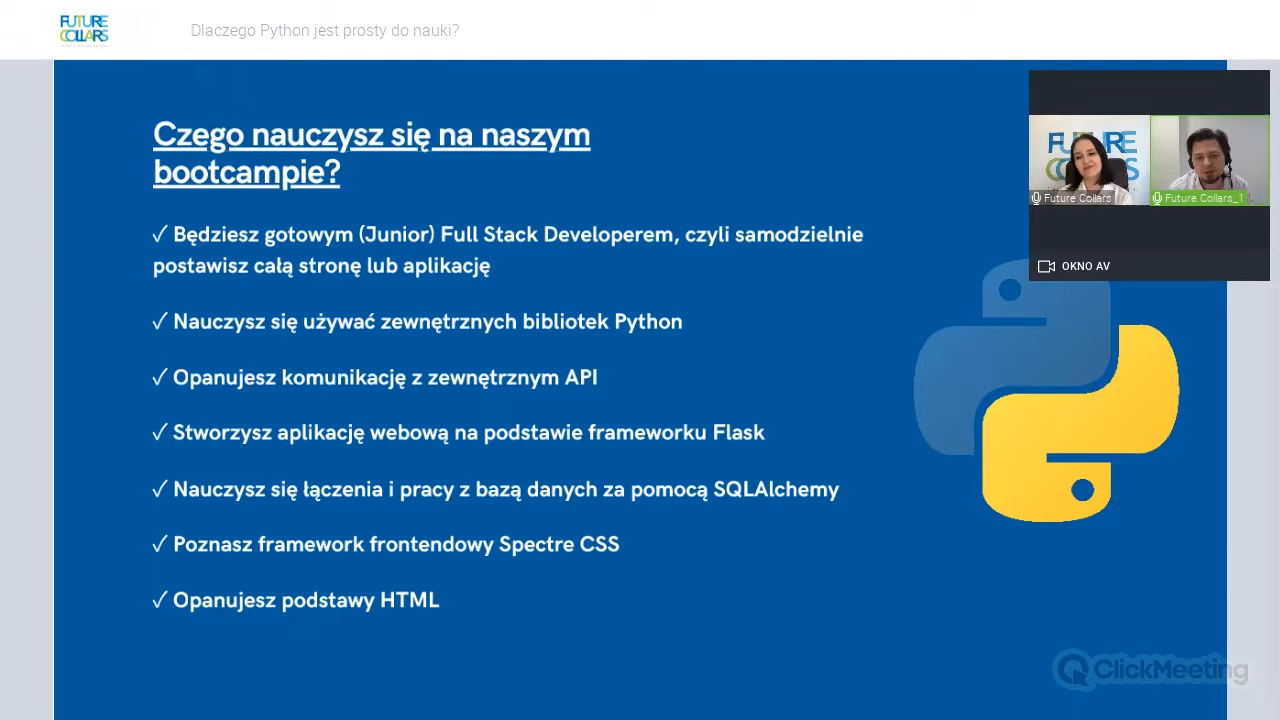 FUTURE
COLLARS
Dlaczego Python jest prosty do nauki?
Czego nauczysz się na naszym
bootcampie?
✓ Będziesz gotowym (Junior) Full Stack Developerem, czyli samodzielnie
postawisz całą stronę lub aplikację
✓ Nauczysz się używać zewnętrznych bibliotek Python
✓ Opanujesz komunikację z zewnętrznym API
✓ Stworzysz aplikację webową na podstawie frameworku Flask
✓ Nauczysz się łączenia i pracy z bazą danych za pomocą SQLAlchemy
✓ Poznasz framework frontendowy Spectre CSS
✓ Opanujesz podstawy HTML
Future Collars
Future Collars_1
OKNO AV
ClickMeeting